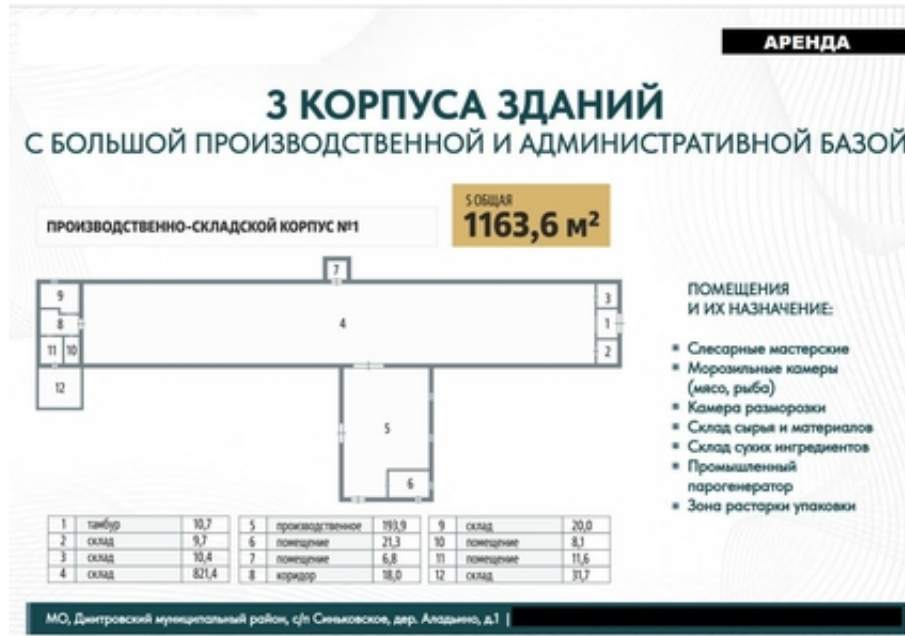 АРЕНДА
3 КОРПУСА ЗДАНИЙ
С БОЛЬШОЙ ПРОИЗВОДСТВЕННОЙ И АДМИНИСТРАТИВНОЙ БАЗОЙ
ПРОИЗВОДСТВЕННО-СКЛАДСКОЙ КОРПУС №1
S ОБЩАЯ
1163,6 м²
7
9
8
11 10
12
4
3
1
2
5
6
ПОМЕЩЕНИЯ
И ИХ НАЗНАЧЕНИЕ:
Слесарные мастерские
Морозильные камеры
(мясо, рыба)
Камера разморозки
Склад сырья и материалов
Склад сухих ингредиентов
Промышленный
парогенератор
Зона расторки упаковки
1 тамбур 10,7 5 производственное 193,9 9 склад 20,0
2 склад 9,7 6 помещение 21,3 10 помещение 8,1
3 склад 10,4 7 помещение 6,8 11 помещение 11,6
4 склад 821,4 8 коридор 18,0 12 склад 31,7
МО, Дмитровский муниципальный район, с/п Синьковское, дер. Аладьино, д.1 |